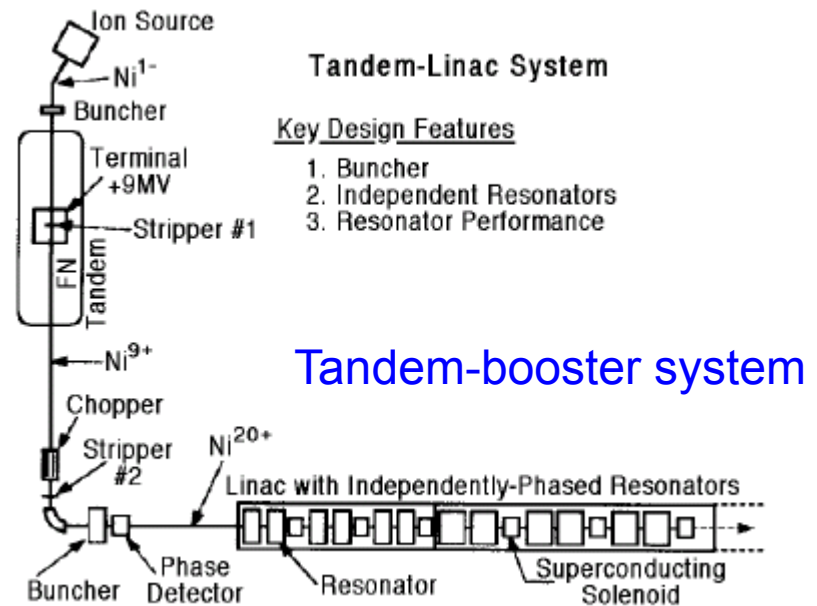 Ion Source
Ni1-
Buncher
Terminal
+9MV
Stripper #1
FN
Tandem
Ni9+
Chopper
Stripper
#2
Buncher
Phase
Detector
Ni20+
Tandem-Linac System
Key Design Features
1. Buncher
2. Independent Resonators
3. Resonator Performance
Tandem-booster system
Linac with Independently-Phased Resonators
Resonator
Superconducting
Solenoid